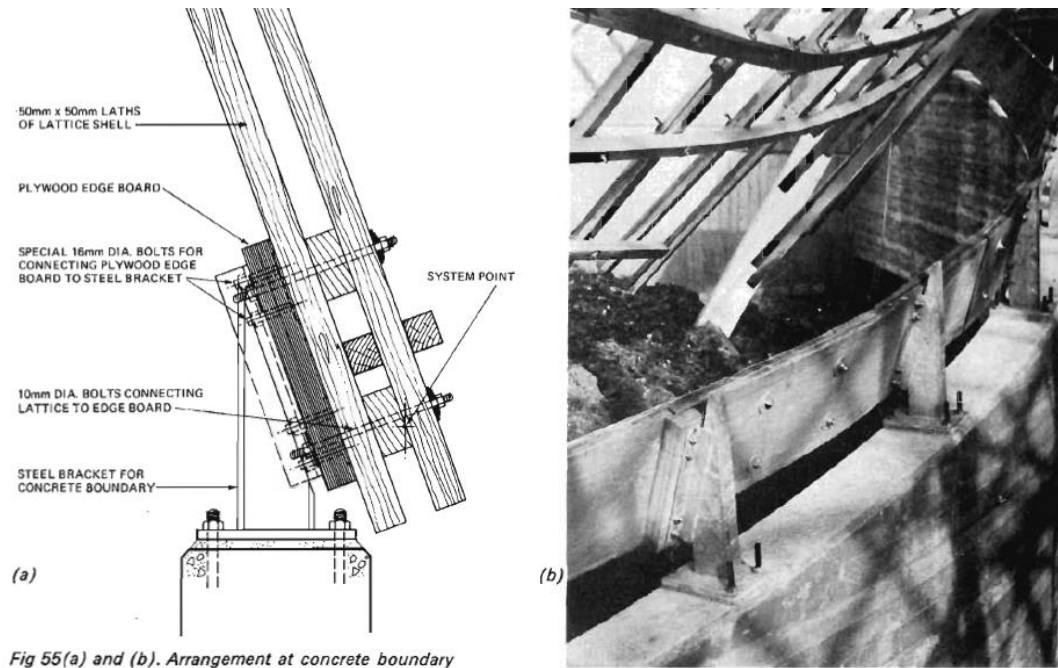 50mm x 50mm LATHS
OF LATTICE SHELL
PLYWOOD EDGE BOARD
SPECIAL 16mm DIA. BOLTS FOR
CONNECTING PLYWOOD EDGE
BOARD TO STEEL BRACKET
SYSTEM POINT
10mm DIA. BOLTS CONNECTING
LATTICE TO EDGE BOARD
STEEL BRACKET FOR
CONCRETE BOUNDARY
(a)
(b)
Fig 55(a) and (b). Arrangement at concrete boundary